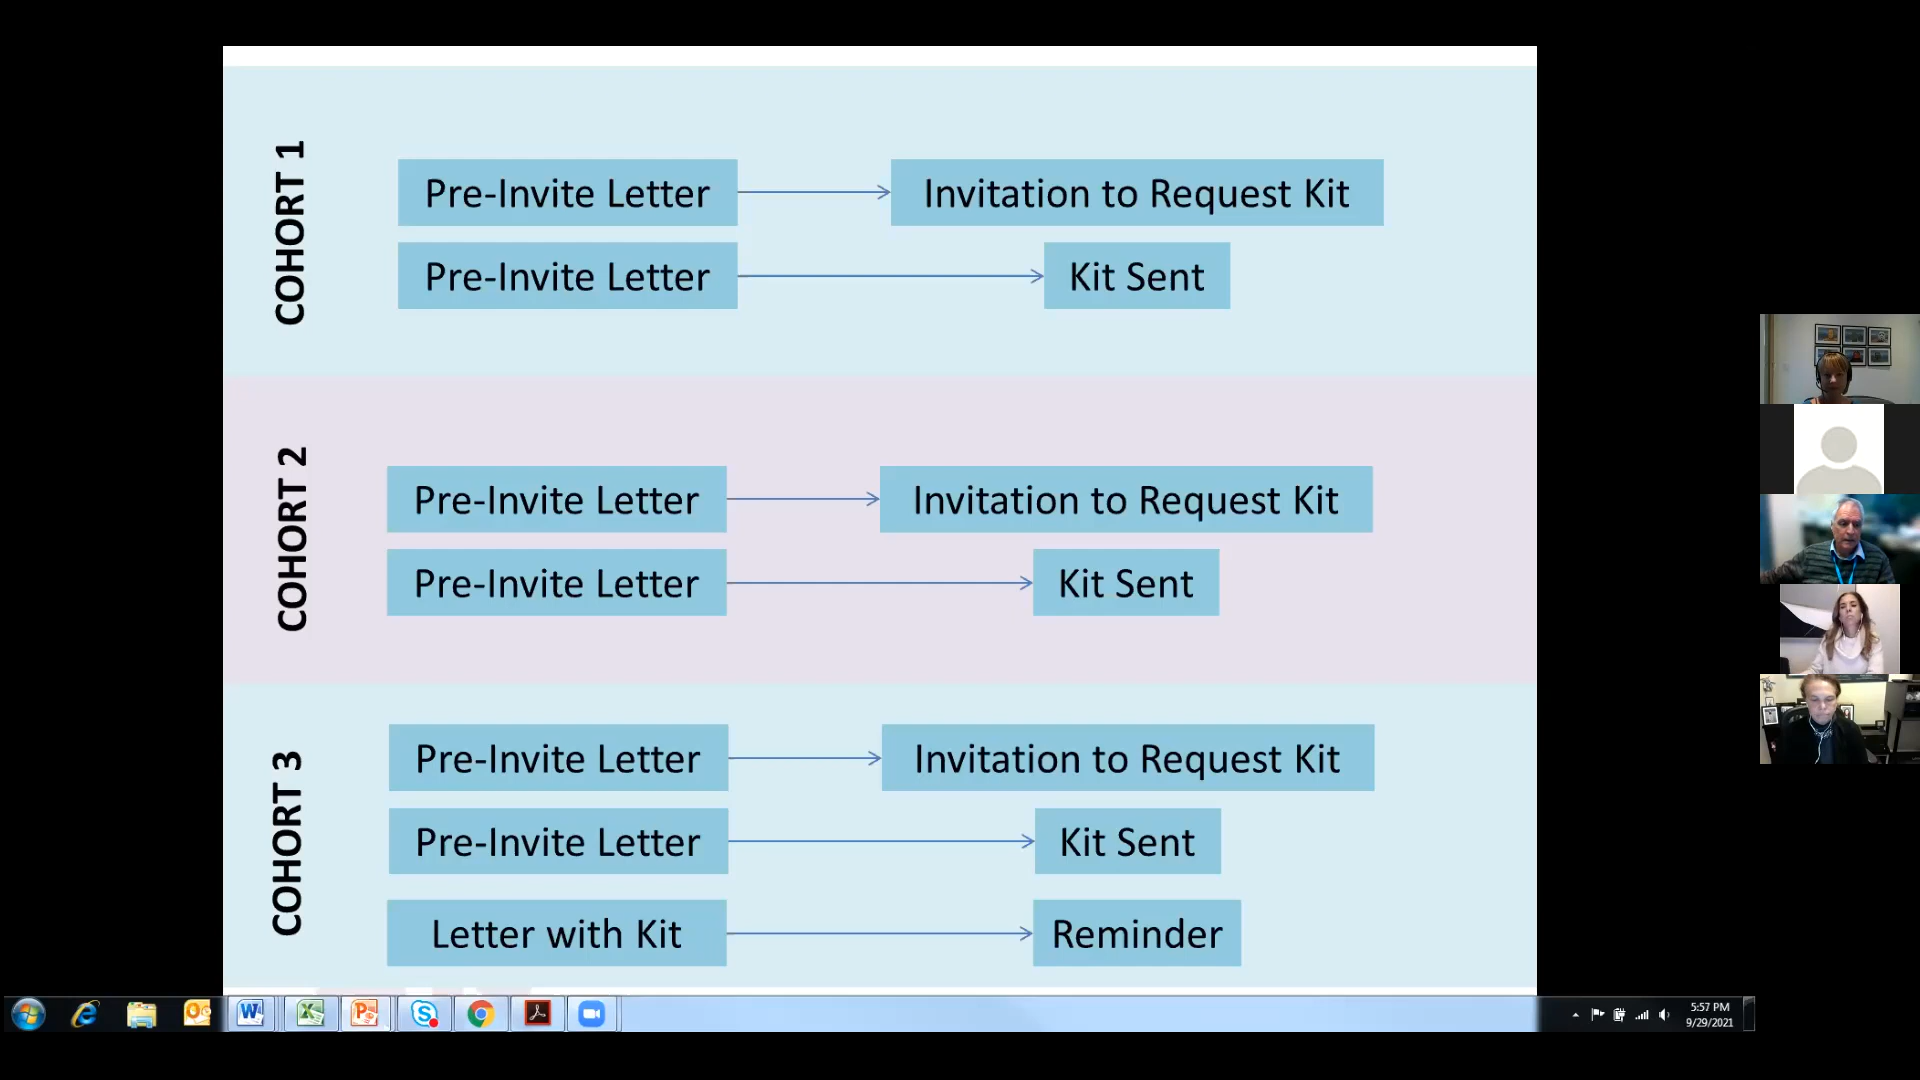 COHORT 1
Pre-Invite Letter
Invitation to Request Kit
Pre-Invite Letter
Kit Sent
COHORT 2
Pre-Invite Letter
Invitation to Request Kit
Pre-Invite Letter
Kit Sent
COHORT 3
Pre-Invite Letter
Invitation to Request Kit
Pre-Invite Letter
Kit Sent
Letter with Kit
Reminder
5:57 PM
9/29/2021